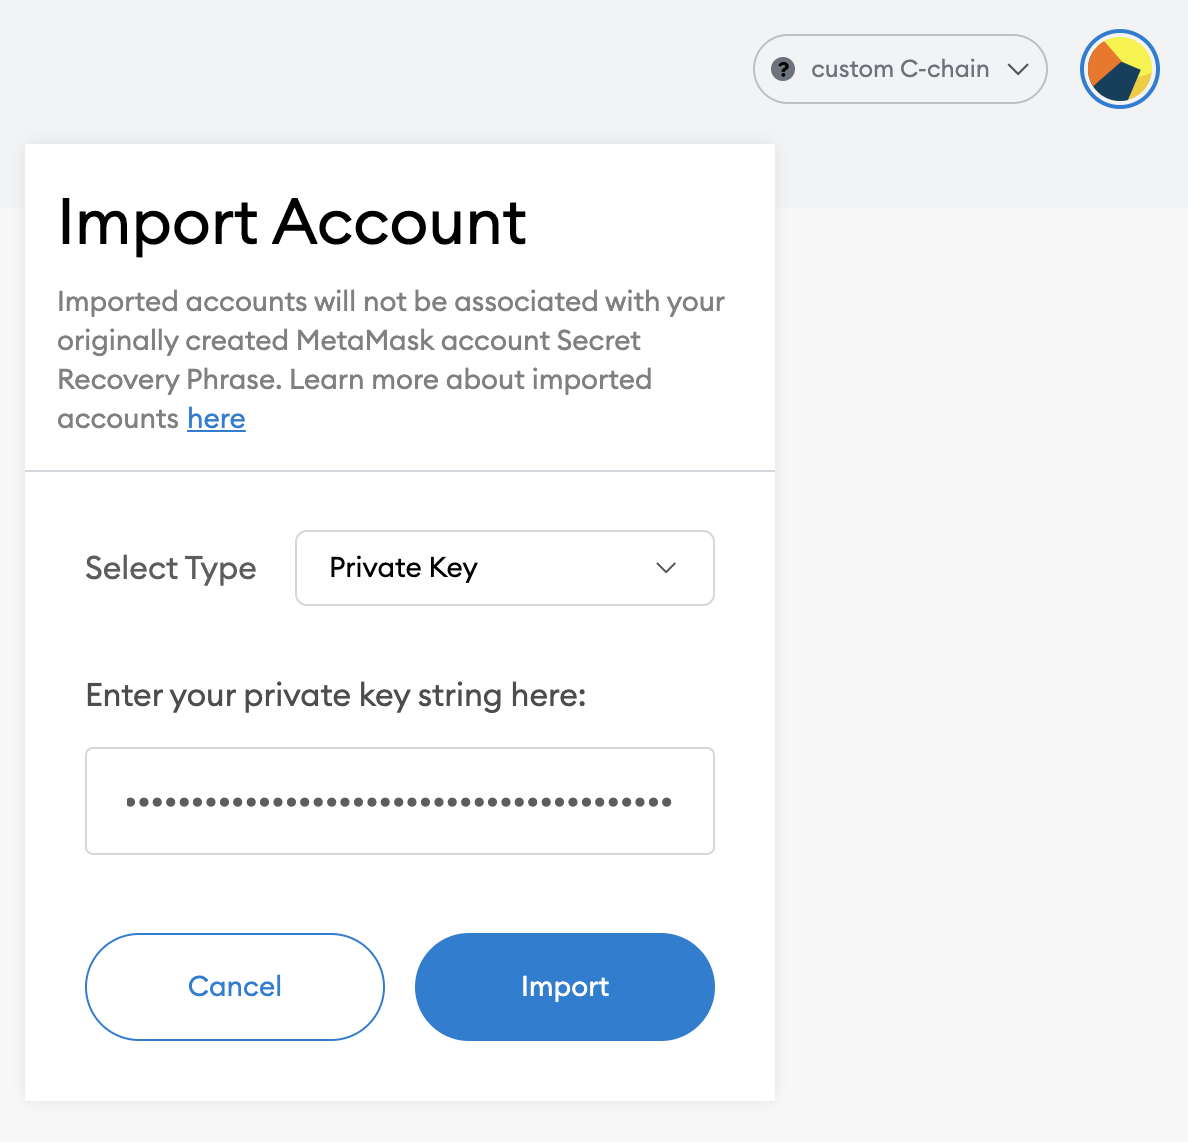 ? custom C-chain
Import Account
Imported accounts will not be associated with your
originally created MetaMask account Secret
Recovery Phrase. Learn more about imported
accounts here
Select Type Private Key
Enter your private key string here:
•••••••••••••••••••••••••••••••••••••••••
Cancel Import